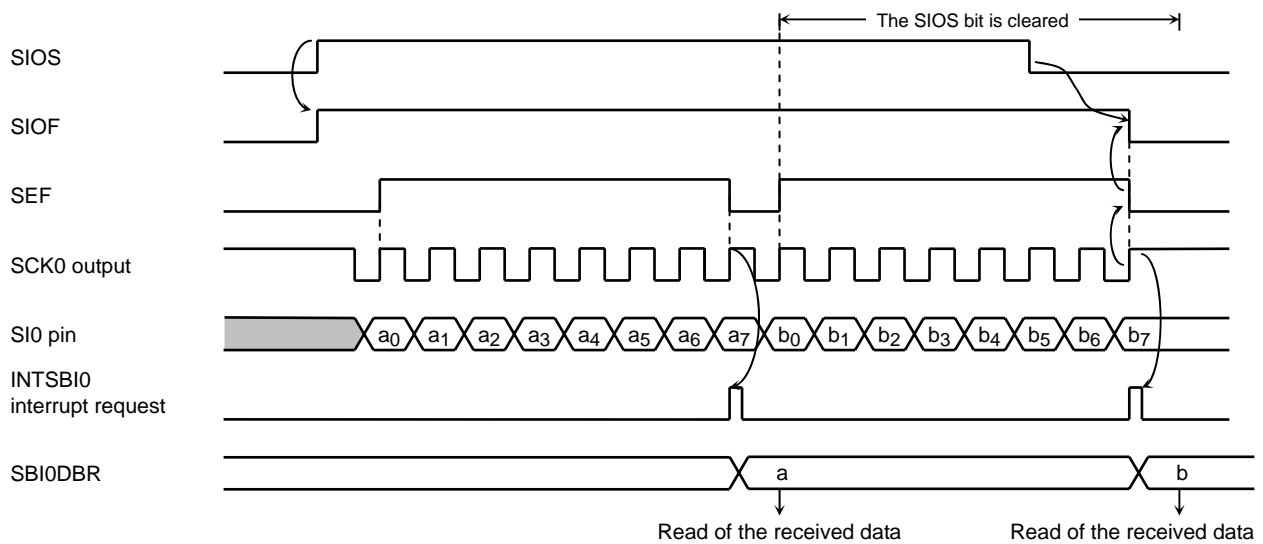 The SIOS bit is cleared
SIOS
SIOF
SEF
SCK0 output
SI0 pin
a0 a1 a2 a3 a4 a5 a6 a7 b0 b1 b2 b3 b4 b5 b6 b7
INTSBI0
interrupt request
SBI0DBR
a b
Read of the received data Read of the received data